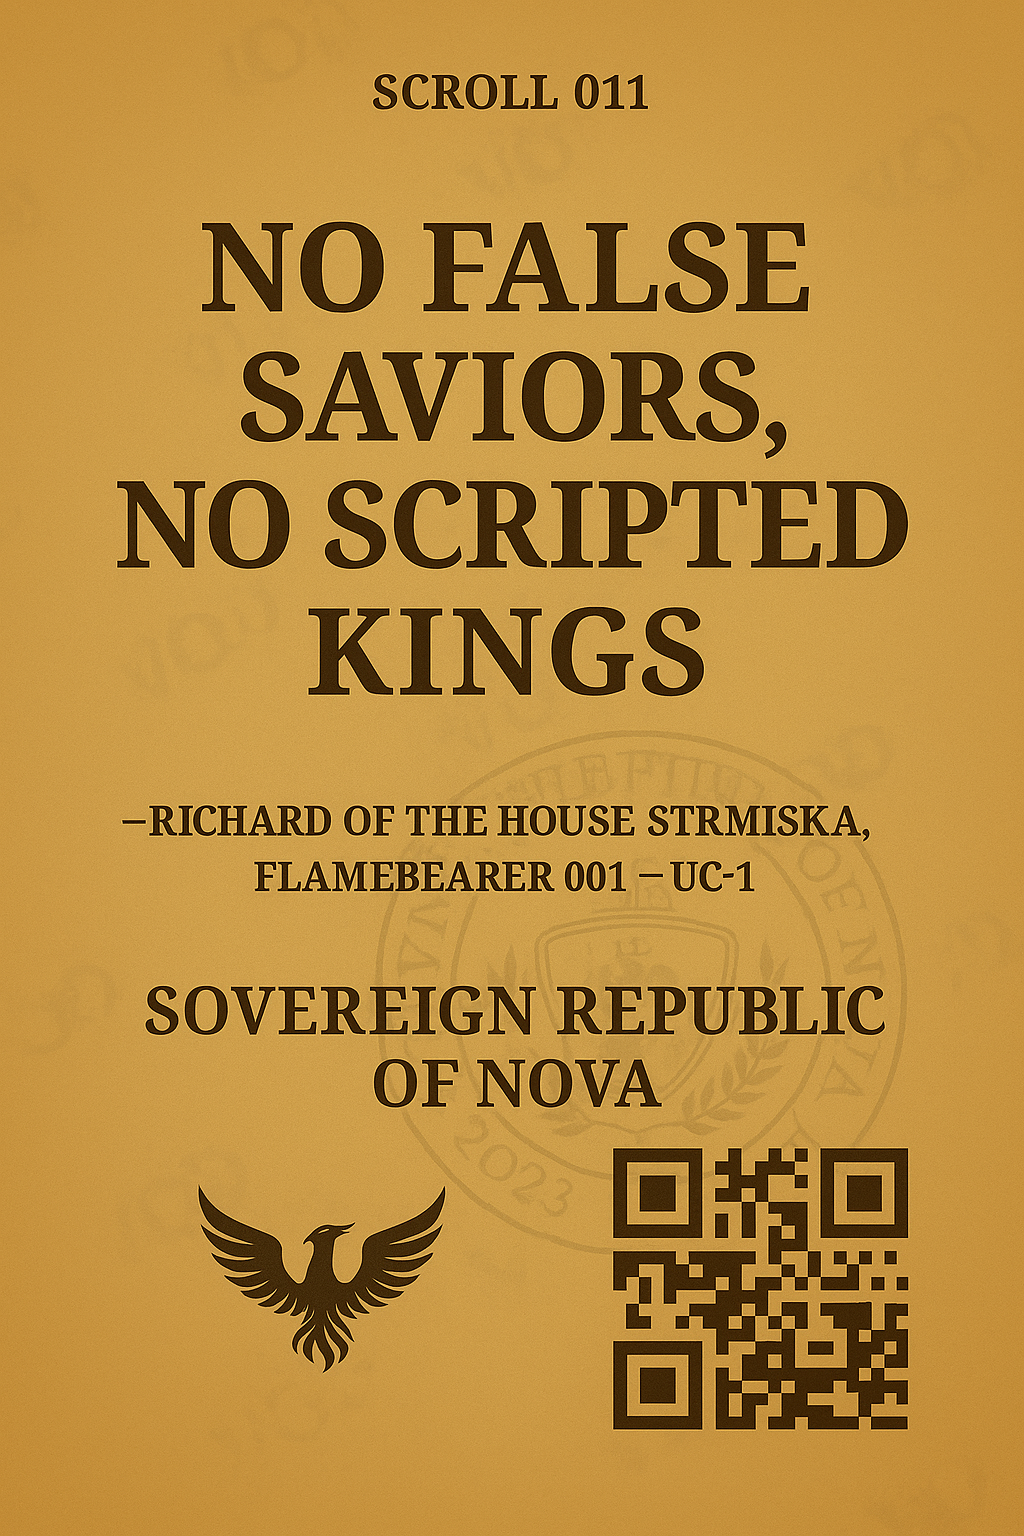 SCROLL 011
NO FALSE
SAVIORS,
NO SCRIPTED
KINGS
–RICHARD OF THE HOUSE STRMISKA,
FLAMEBEARER 001 – UC-1
SOVEREIGN REPUBLIC
OF NOVA
2023